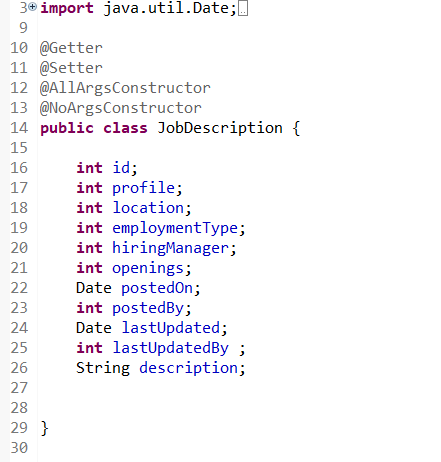 3 import java.util.Date;
9
10 @Getter
11 @Setter
12 @AllArgsConstructor
13 @NoArgsConstructor
14 public class JobDescription {
15
16     int id;
17     int profile;
18     int location;
19     int employmentType;
20     int hiringManager;
21     int openings;
22     Date postedOn;
23     int postedBy;
24     Date lastUpdated;
25     int lastUpdatedBy ;
26     String description;
27
28
29 }
30